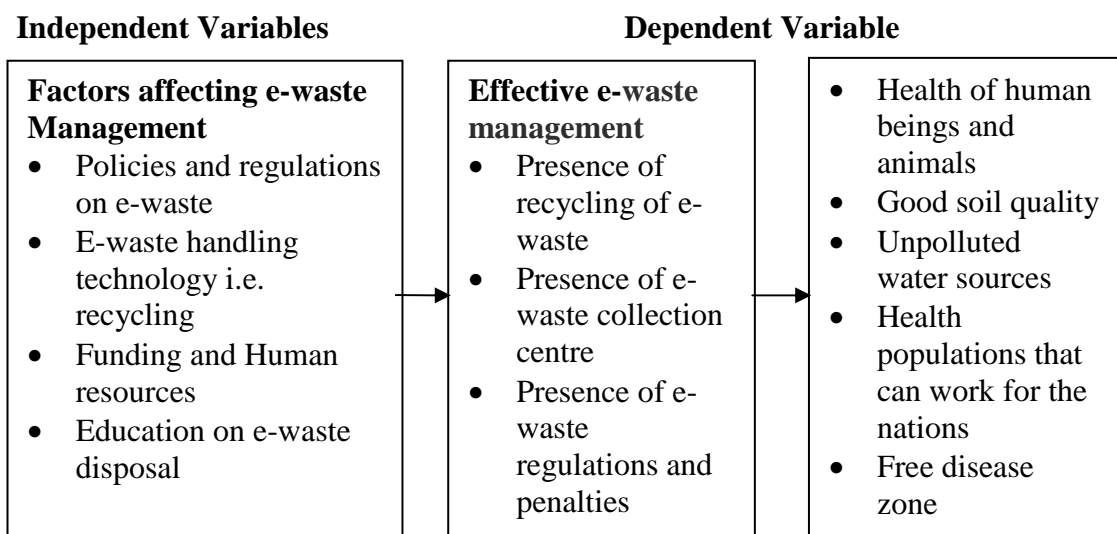 Independent Variables
Dependent Variable
Factors affecting e-waste
Management
• Policies and regulations
on e-waste
• E-waste handling
technology i.e.
recycling
• Funding and Human
resources
• Education on e-waste
disposal
Effective e-waste
management
• Presence of
recycling of e-
waste
• Presence of e-
waste collection
centre
• Presence of e-
waste
regulations and
penalties
• Health of human
beings and
animals
• Good soil quality
• Unpolluted
water sources
• Health
populations that
can work for the
nations
• Free disease
zone